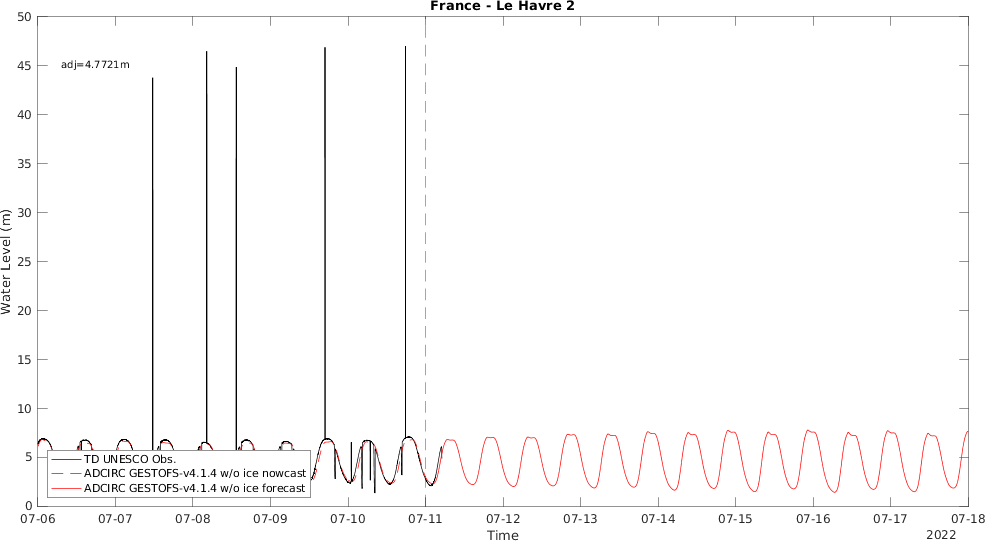 France - Le Havre 2
50
45
40
35
30
25
20
15
10
5
0
Water Level (m)
adj=4.7721m
TD UNESCO Obs.
ADCIRC GESTOFS-v4.1.4 w/o ice nowcast
ADCIRC GESTOFS-v4.1.4 w/o ice forecast
07-06 07-07 07-08 07-09 07-10 07-11 07-12 07-13 07-14 07-15 07-16 07-17 07-18
Time
2022